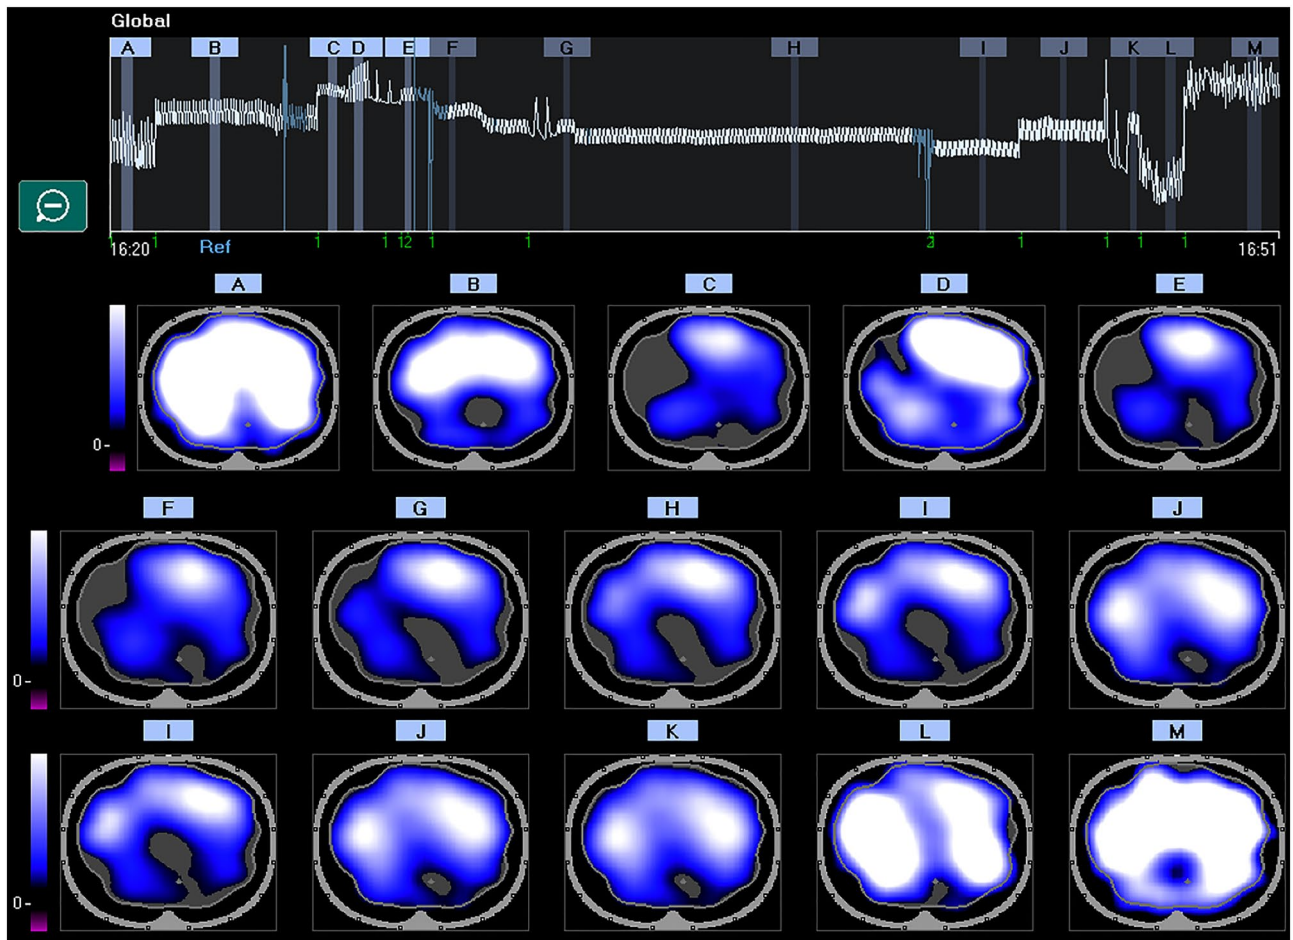 Global
A B C D E F G H I J K L M
1 1 1 1 12 1 1 2 1 1 1 1
16:20 Ref 16:51
A B C D E
0-
F G H I J
0-
I J K L M
0-